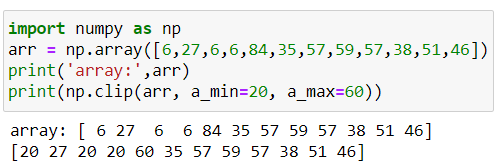 import numpy as np
arr = np.array([6,27,6,6,84,35,57,59,57,38,51,46])
print('array:',arr)
print(np.clip(arr, a_min=20, a_max=60))
array: [ 6 27  6  6 84 35 57 59 57 38 51 46]
[20 27 20 20 60 35 57 59 57 38 51 46]